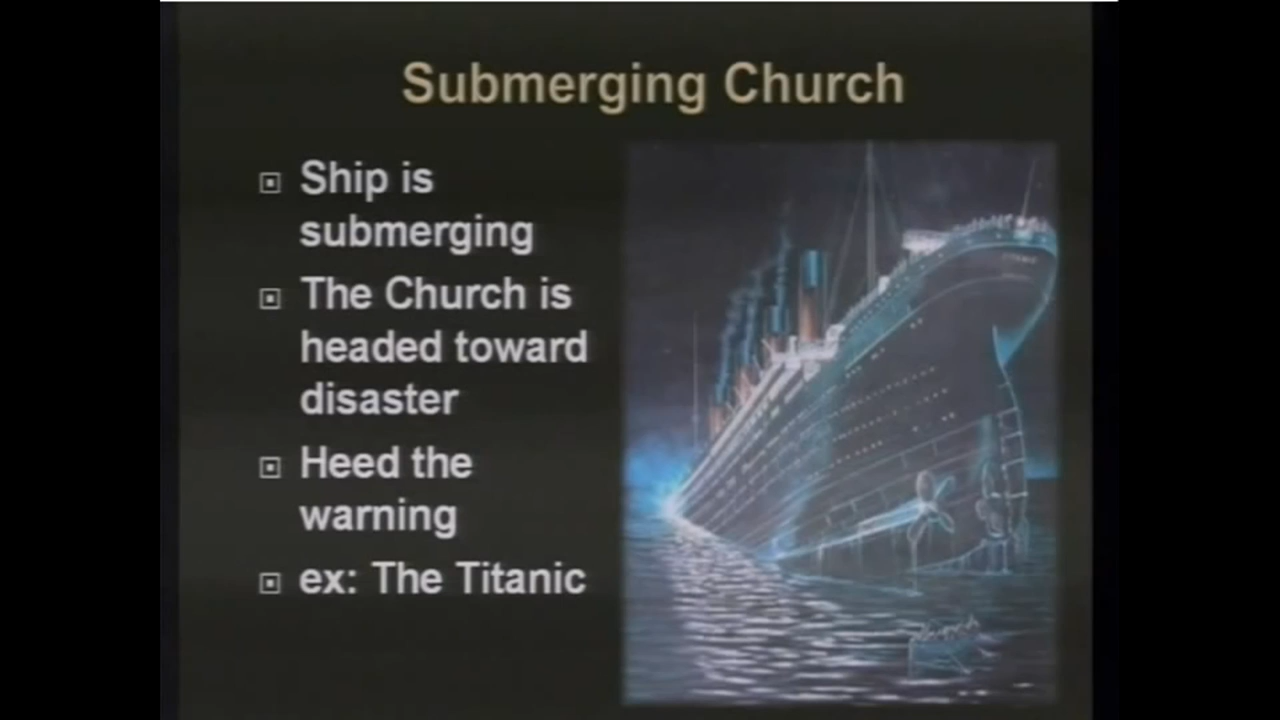 Submerging Church
Ship is
submerging
The Church is
headed toward
disaster
Heed the
warning
ex: The Titanic